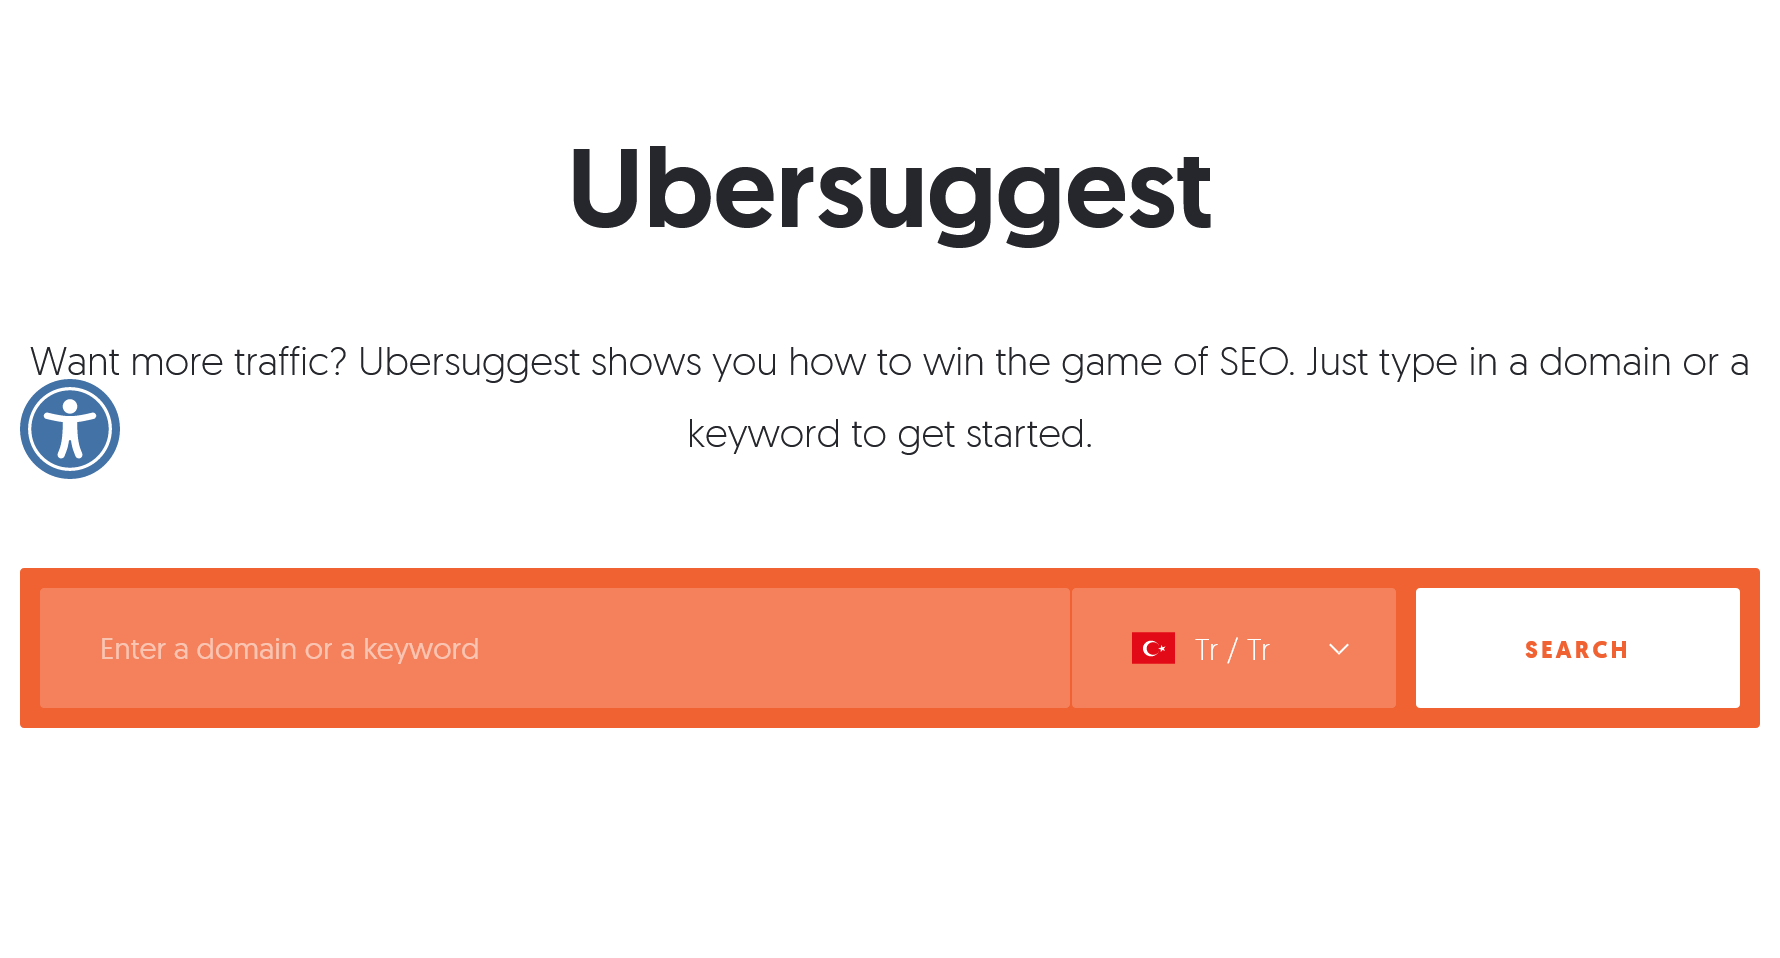 Ubersuggest
Want more traffic? Ubersuggest shows you how to win the game of SEO. Just type in a domain or a
keyword to get started.
Enter a domain or a keyword
Tr / Tr
SEARCH